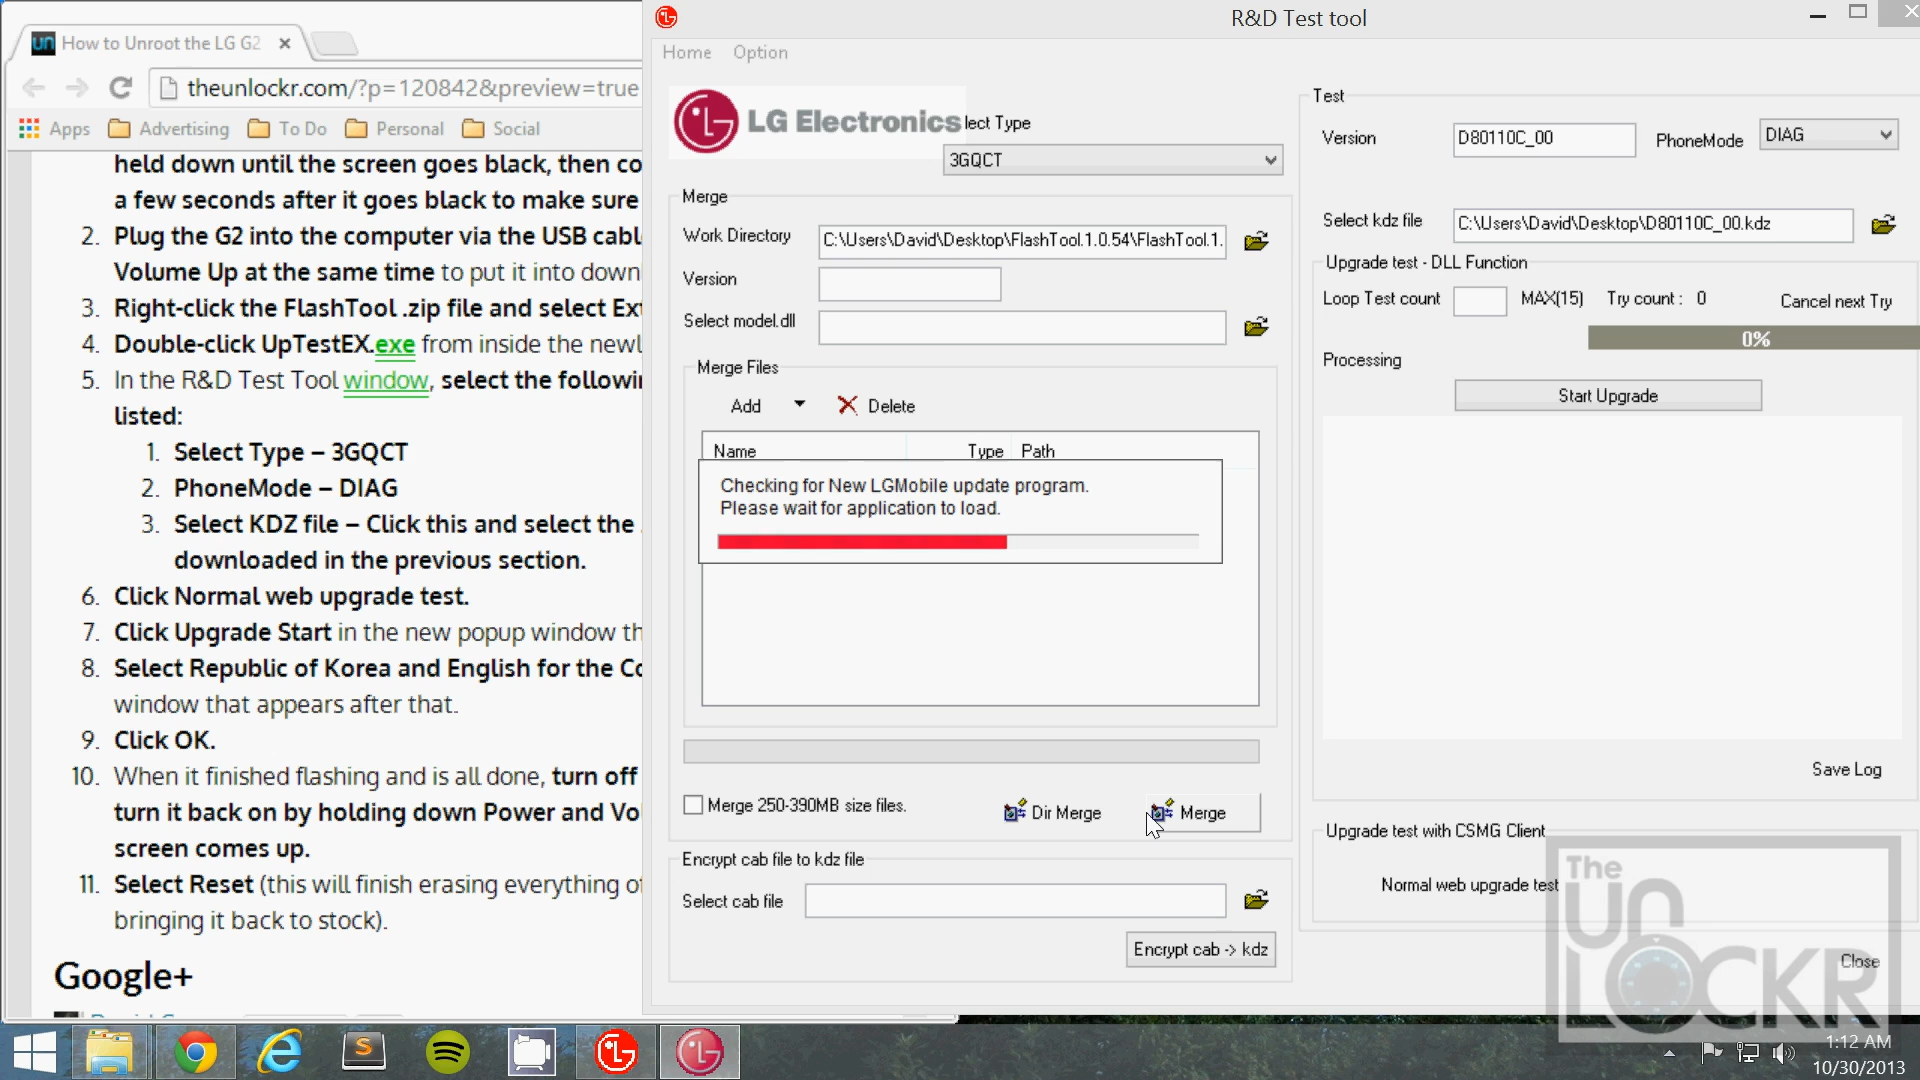 How to Unroot the LG G2
theunlockr.com/?p=120842&preview=true
Apps Advertising To Do Personal Social
held down until the screen goes black, then co
a few seconds after it goes black to make sure
2. Plug the G2 into the computer via the USB cabl
Volume Up at the same time to put it into down
3. Right-click the FlashTool .zip file and select Ext
4. Double-click UpTestEX.exe from inside the newl
5. In the R&D Test Tool window, select the followin
listed:
1. Select Type – 3GQCT
2. PhoneMode – DIAG
3. Select KDZ file – Click this and select the .
downloaded in the previous section.
6. Click Normal web upgrade test.
7. Click Upgrade Start in the new popup window th
8. Select Republic of Korea and English for the Co
window that appears after that.
9. Click OK.
10. When it finished flashing and is all done, turn off
turn it back on by holding down Power and Vo
screen comes up.
11. Select Reset (this will finish erasing everything of
bringing it back to stock).
Google+
R&D Test tool
Home Option
LG Electronics
lect Type
3GQCT
Merge
Work Directory C:\Users\David\Desktop\FlashTool.1.0.54\FlashTool.1.
Version
Select model.dll
Merge Files
Add Delete
Name Type Path
Checking for New LGMobile update program.
Please wait for application to load.
Merge 250-390MB size files.
Dir Merge
Merge
Encrypt cab file to kdz file
Select cab file
Encrypt cab -> kdz
Test
Version D80110C_00 PhoneMode DIAG
Select kdz file C:\Users\David\Desktop\D80110C_00.kdz
Upgrade test - DLL Function
Loop Test count MAX(15) Try count : 0 Cancel next Try
0%
Processing
Start Upgrade
Save Log
Upgrade test with CSMG Client
Normal web upgrade test
Close
The
UN
LOCKR
1:12 AM
10/30/2013